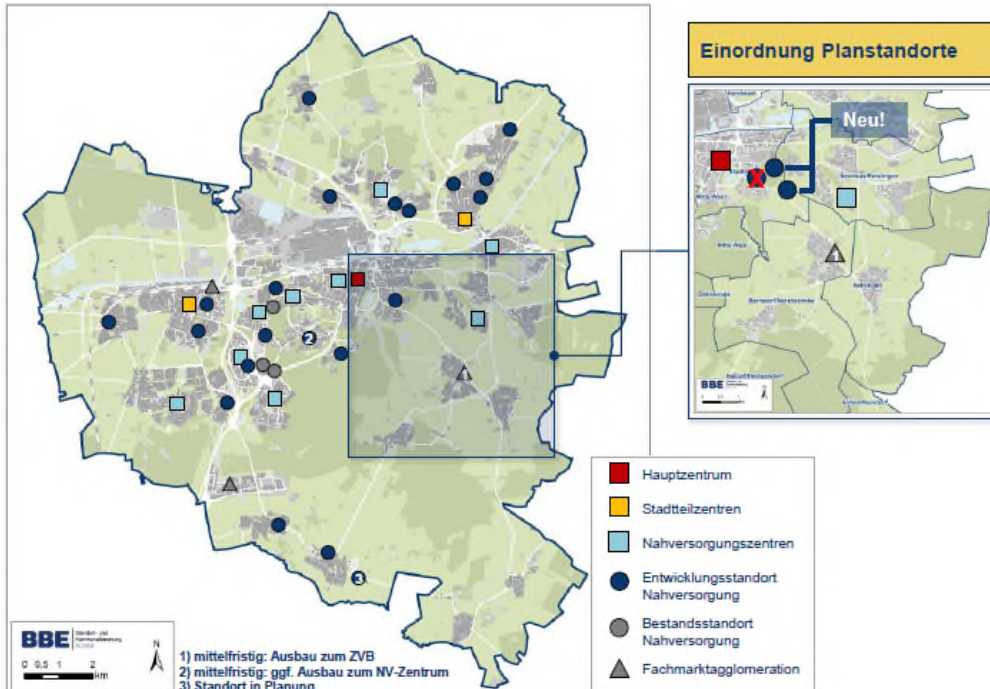 Einordnung Planstandorte
Neu!
1
2
1
3
Hauptzentrum
Stadtteilzentren
Nahversorgungszentren
Entwicklungsstandort
Nahversorgung
Bestandsstandort
Nahversorgung
Fachmarktagglomeration
BBE
BBE
N
0 0,5 1 2
km
1) mittelfristig: Ausbau zum ZVB
2) mittelfristig: ggf. Ausbau zum NV-Zentrum
3) Standort in Planung